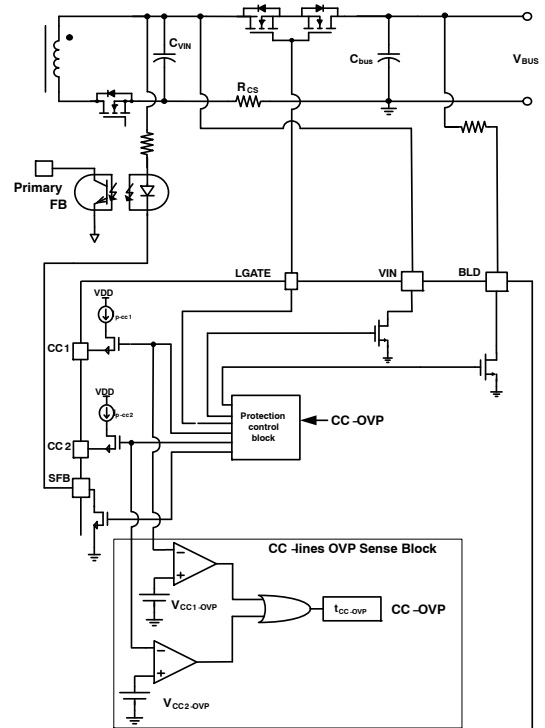 C_VIN
C_bus
V_BUS
R_CS
Primary
FB
LGATE
VIN
BLD
VDD
I_p-cc1
CC1
VDD
I_p-cc2
CC2
Protection
control
block
CC-OVP
SFB
CC -lines OVP Sense Block
V_CC1-OVP
t_CC-OVP
CC-OVP
V_CC2-OVP